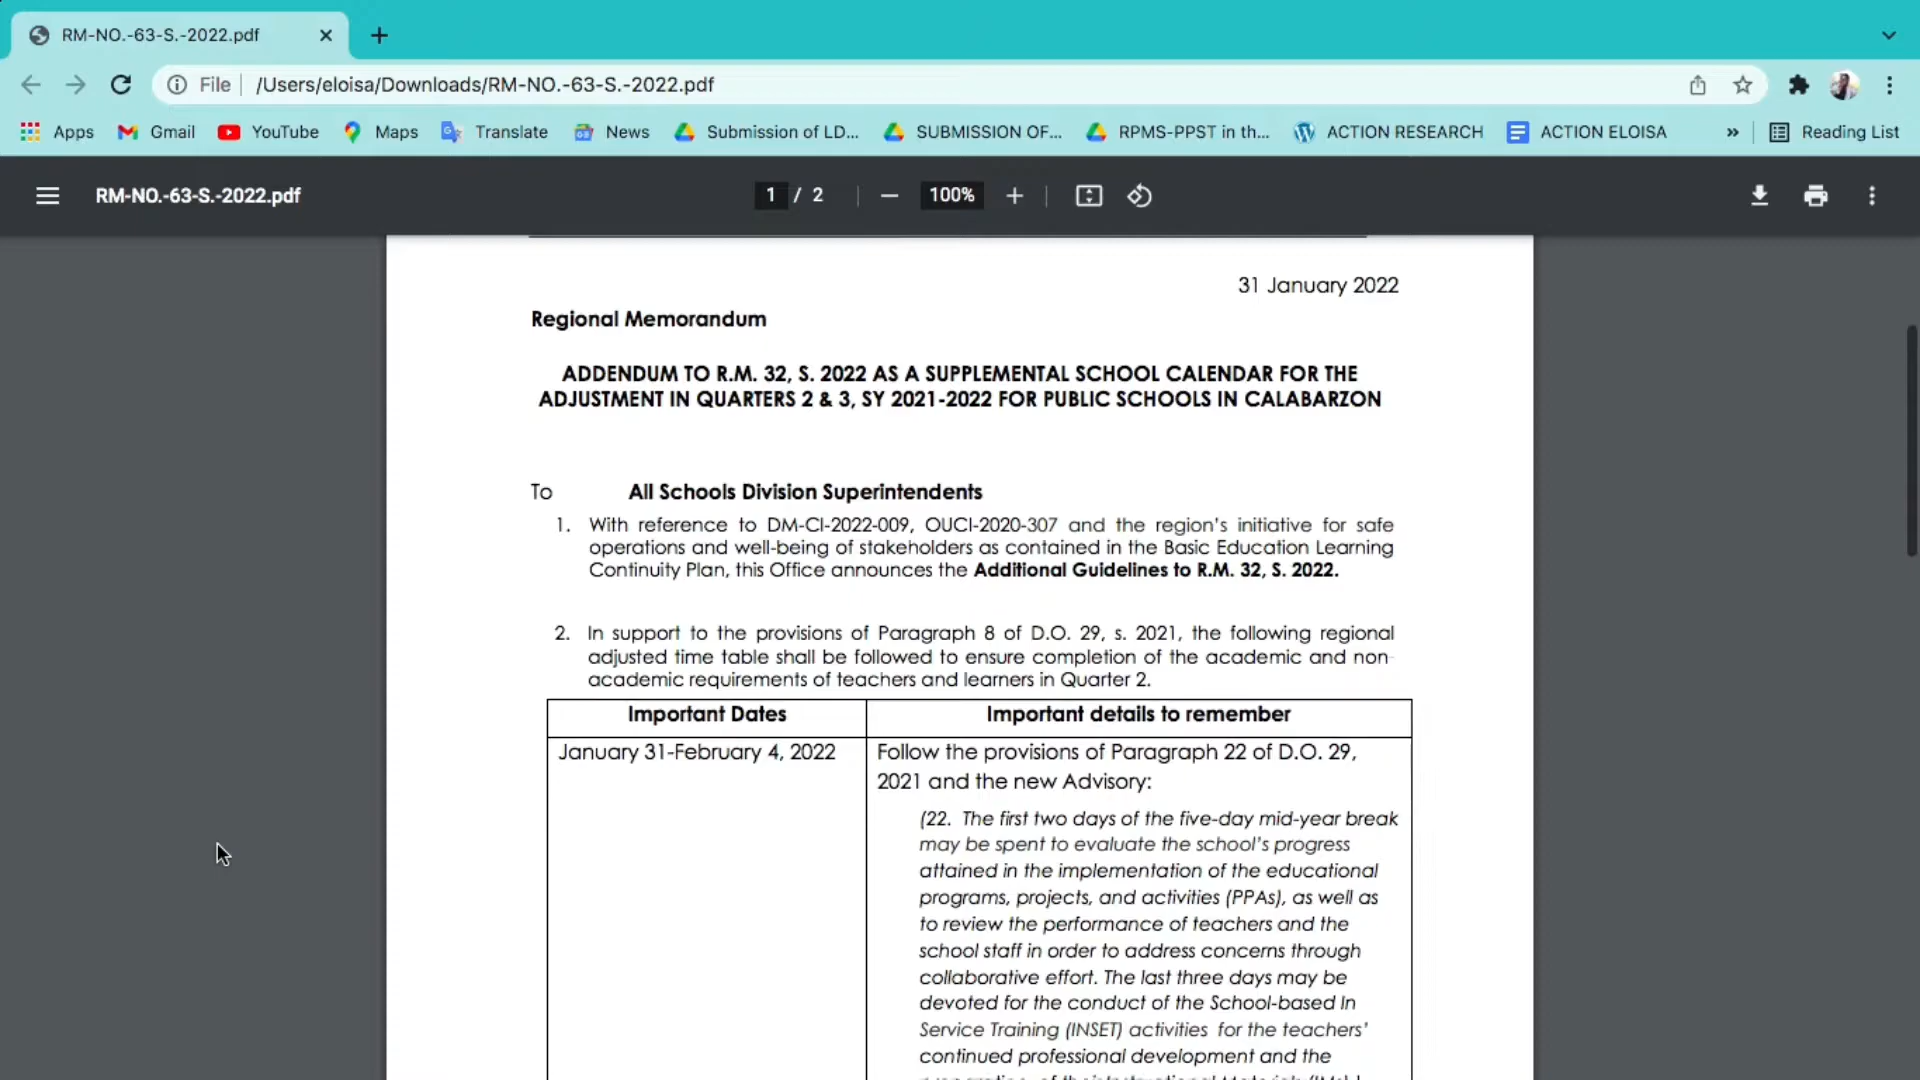 RM-NO.-63-S.-2022.pdf
File /Users/eloisa/Downloads/RM-NO.-63-S.-2022.pdf
Apps Gmail YouTube Maps Translate News Submission of LD... SUBMISSION OF... RPMS-PPST in th... ACTION RESEARCH ACTION ELOISA » Reading List
RM-NO.-63-S.-2022.pdf 1 / 2 100%
31 January 2022
Regional Memorandum
ADDENDUM TO R.M. 32, S. 2022 AS A SUPPLEMENTAL SCHOOL CALENDAR FOR THE
ADJUSTMENT IN QUARTERS 2 & 3, SY 2021-2022 FOR PUBLIC SCHOOLS IN CALABARZON
To All Schools Division Superintendents
1. With reference to DM-CI-2022-009, OUCI-2020-307 and the region's initiative for safe
operations and well-being of stakeholders as contained in the Basic Education Learning
Continuity Plan, this Office announces the Additional Guidelines to R.M. 32, S. 2022.
2. In support to the provisions of Paragraph 8 of D.O. 29, s. 2021, the following regional
adjusted time table shall be followed to ensure completion of the academic and non-
academic requirements of teachers and learners in Quarter 2.
Important Dates Important details to remember
January 31-February 4, 2022 Follow the provisions of Paragraph 22 of D.O. 29,
2021 and the new Advisory:
(22. The first two days of the five-day mid-year break
may be spent to evaluate the school's progress
attained in the implementation of the educational
programs, projects, and activities (PPAs), as well as
to review the performance of teachers and the
school staff in order to address concerns through
collaborative effort. The last three days may be
devoted for the conduct of the School-based In
Service Training (INSET) activities for the teachers'
continued professional development and the